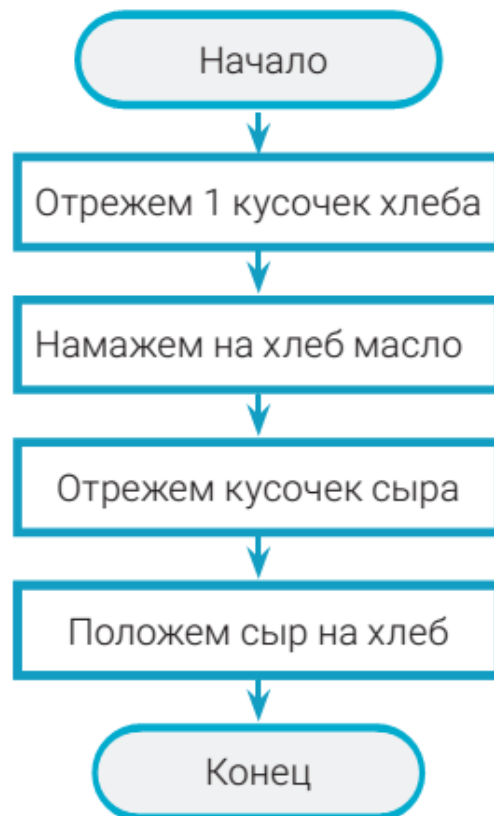 Начало
Отрежем 1 кусочек хлеба
Намажем на хлеб масло
Отрежем кусочек сыра
Положем сыр на хлеб
Конец